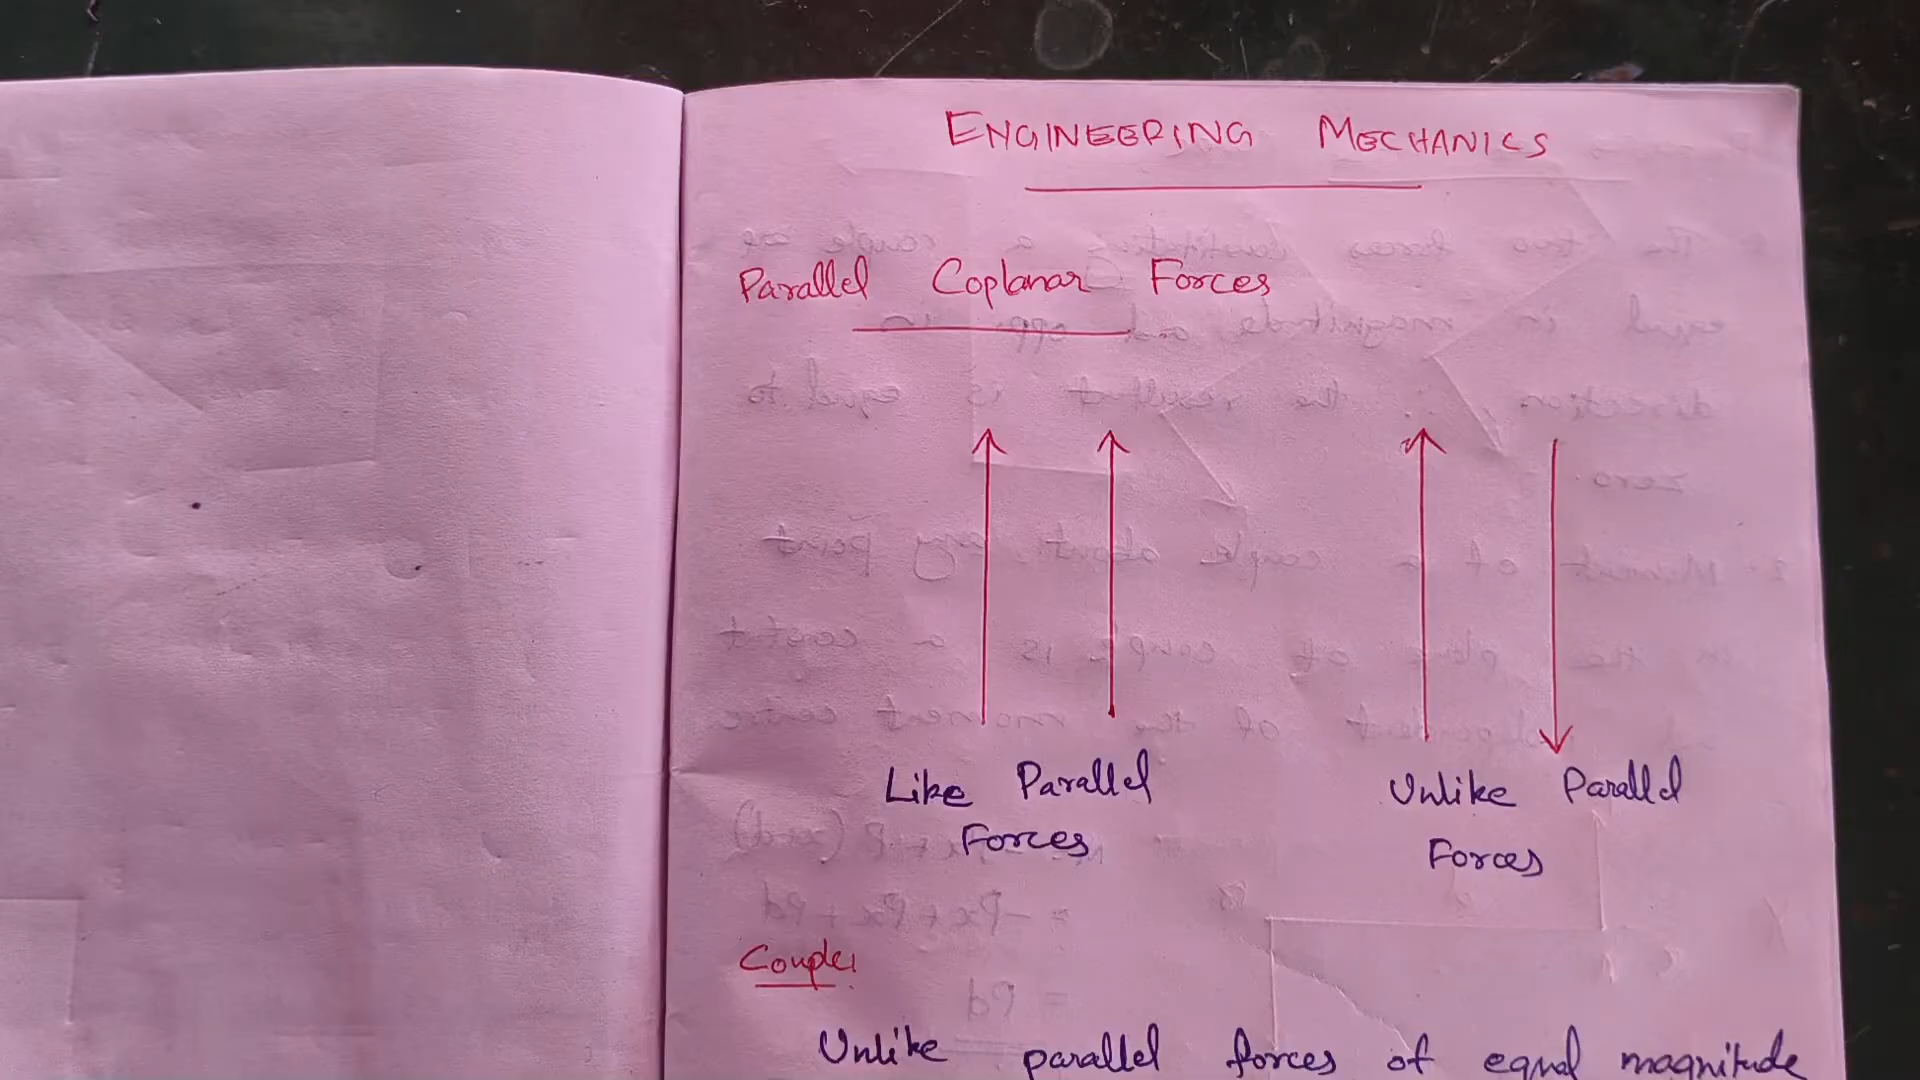 ENGINEERING MECHANICS
Parallel Coplanar Forces
Like Parallel
Forces
Unlike Parallel
Forces
Couple:
Unlike parallel forces of equal magnitude